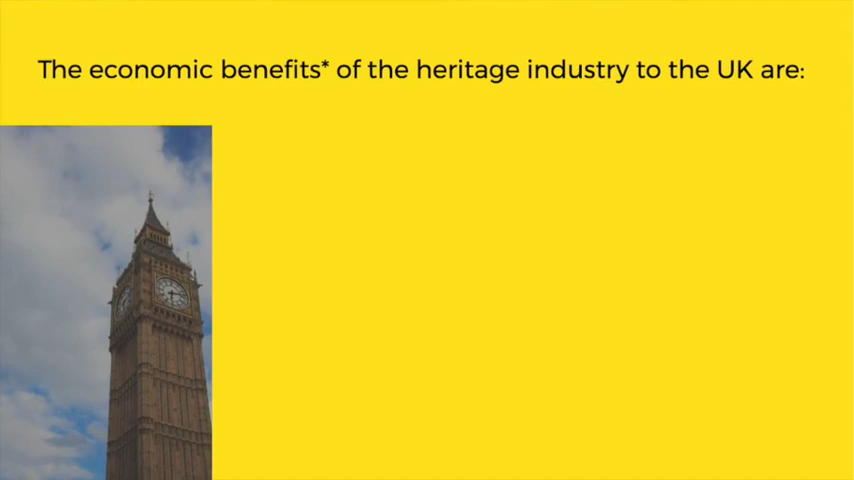 The economic benefits* of the heritage industry to the UK are: